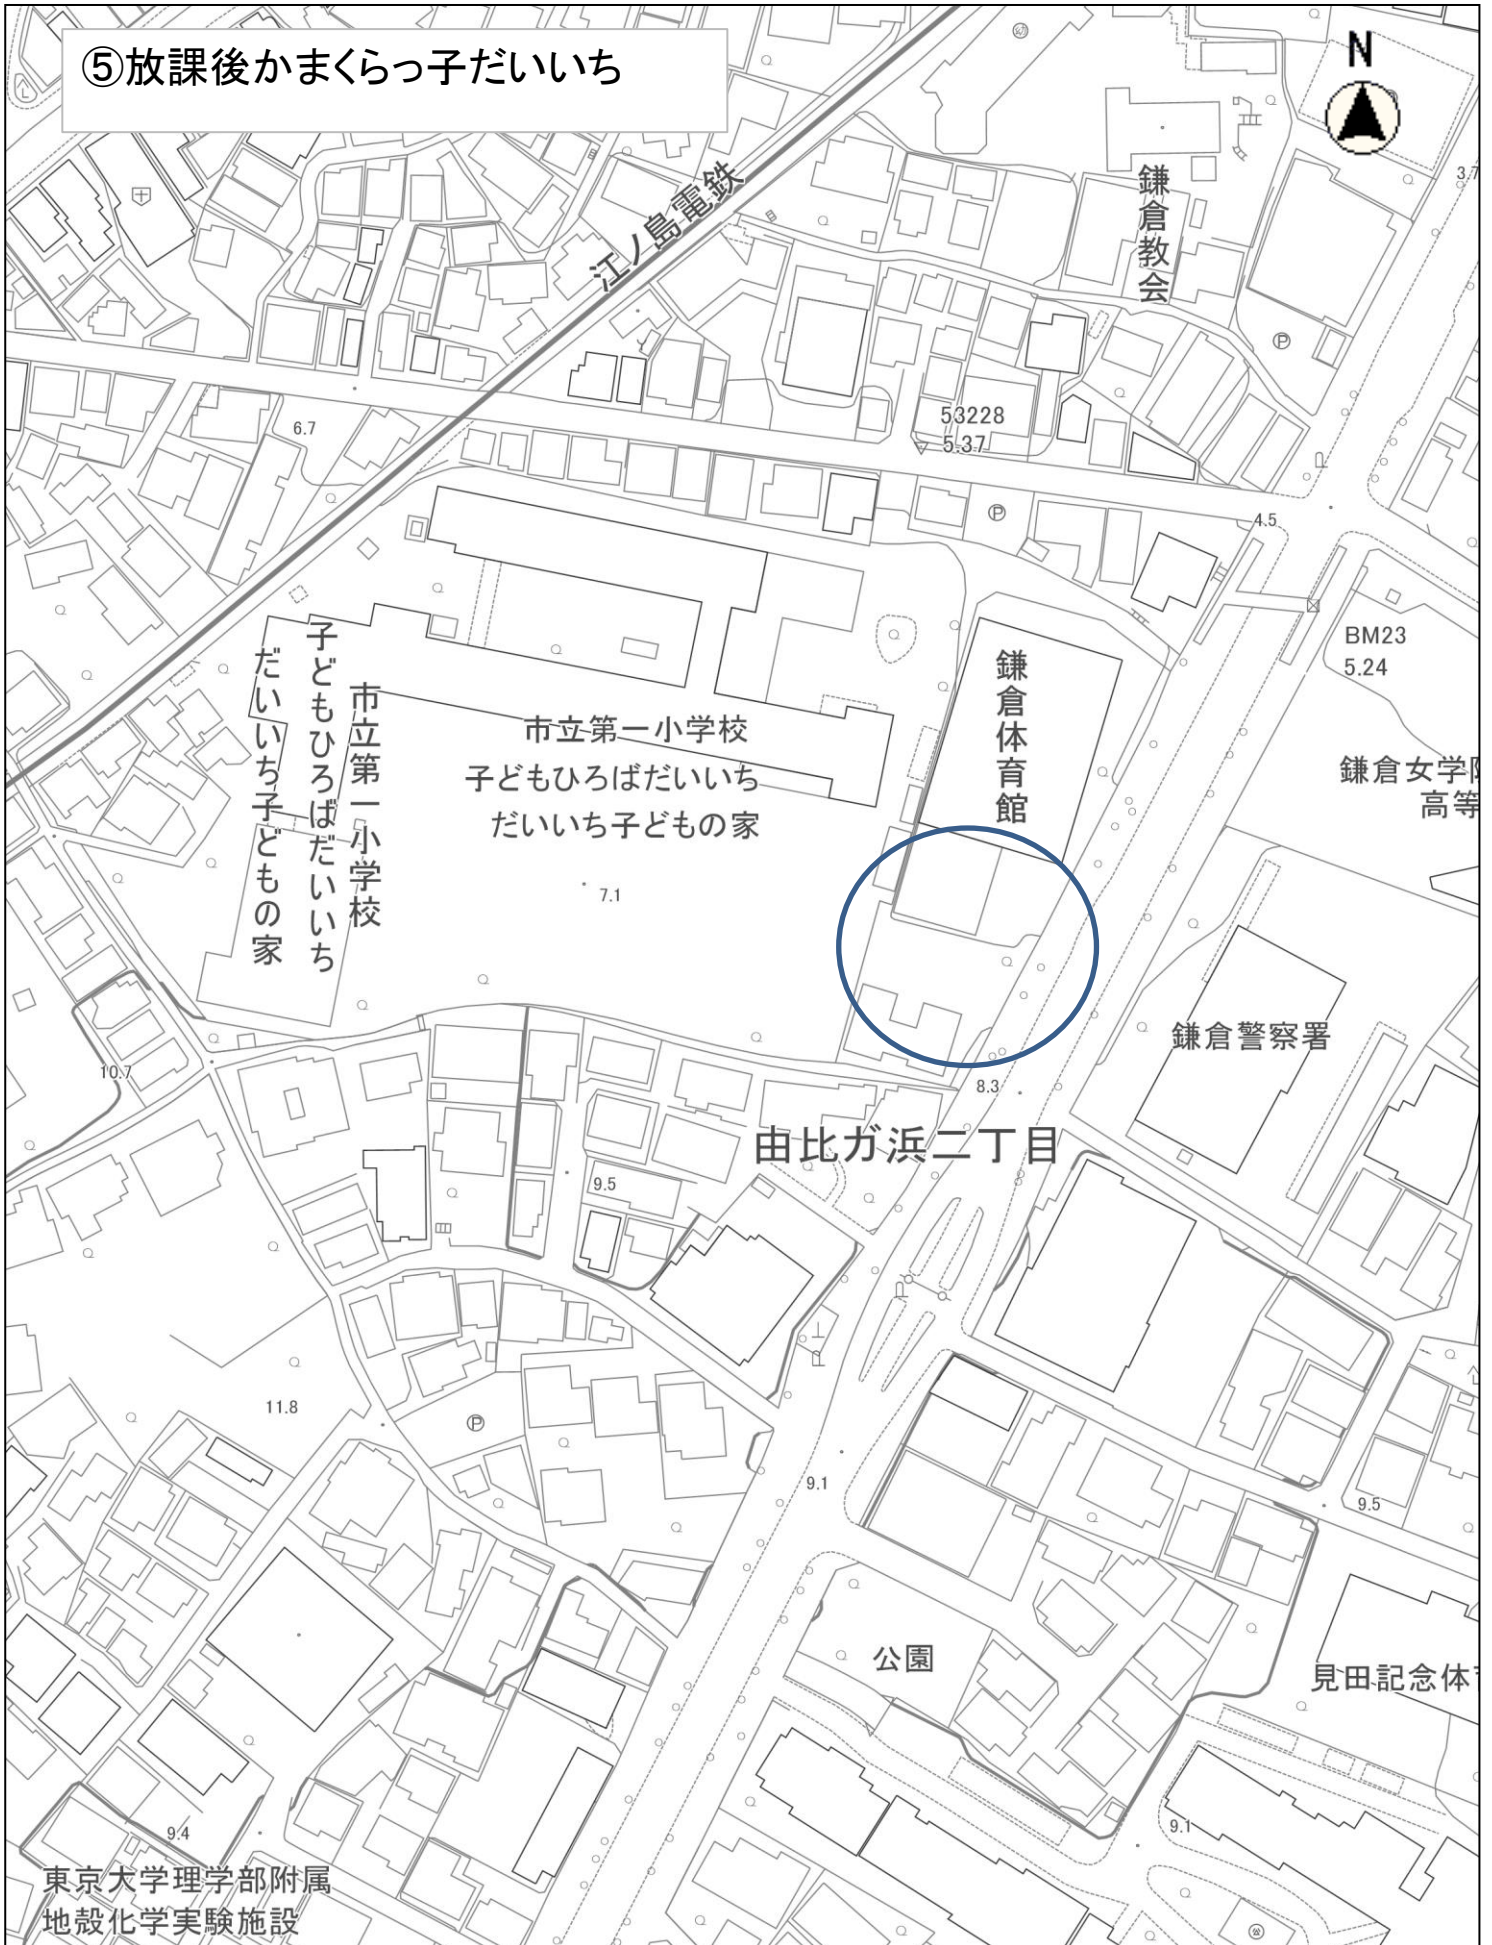 ⑤放課後かまくらっ子だいいち
N
江ノ島電鉄
鎌倉教会
3.7
P
6.7
53228
5.37
P
4.5
BM23
5.24
市立第一小学校
子どもひろばだいいち
だいいち子どもの家
市立第一小学校
子どもひろばだいいち
だいいち子どもの家
鎌倉体育館
鎌倉女学
高等
7.1
鎌倉警察署
10.7
8.3
由比ガ浜二丁目
9.5
11.8
P
9.1
9.5
公園
見田記念体
9.4
9.1
東京大学理学部附属
地殻化学実験施設